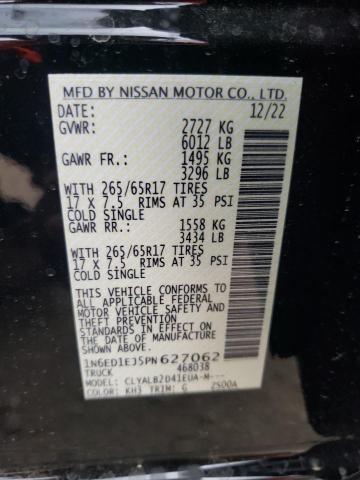 MFD BY NISSAN MOTOR CO., LTD.
DATE: 12/22
GVWR: 2727 KG
6012 LB
GAWR FR.: 1495 KG
3296 LB
WITH 265/65R17 TIRES
17 X 7.5 RIMS AT 35 PSI
COLD SINGLE
GAWR RR.: 1558 KG
3434 LB
WITH 265/65R17 TIRES
17 X 7.5 RIMS AT 35 PSI
COLD SINGLE
THIS VEHICLE CONFORMS TO
ALL APPLICABLE FEDERAL
MOTOR VEHICLE SAFETY
STANDARDS IN EFFECT ON
THE DATE OF MANUFACTURE
SHOWN ABOVE.
1N6ED1EJ5PN627062
TRUCK 468038
MODEL: CLYALB2D41EUA-M---
COLOR: KH3 TRIM: G 2500A